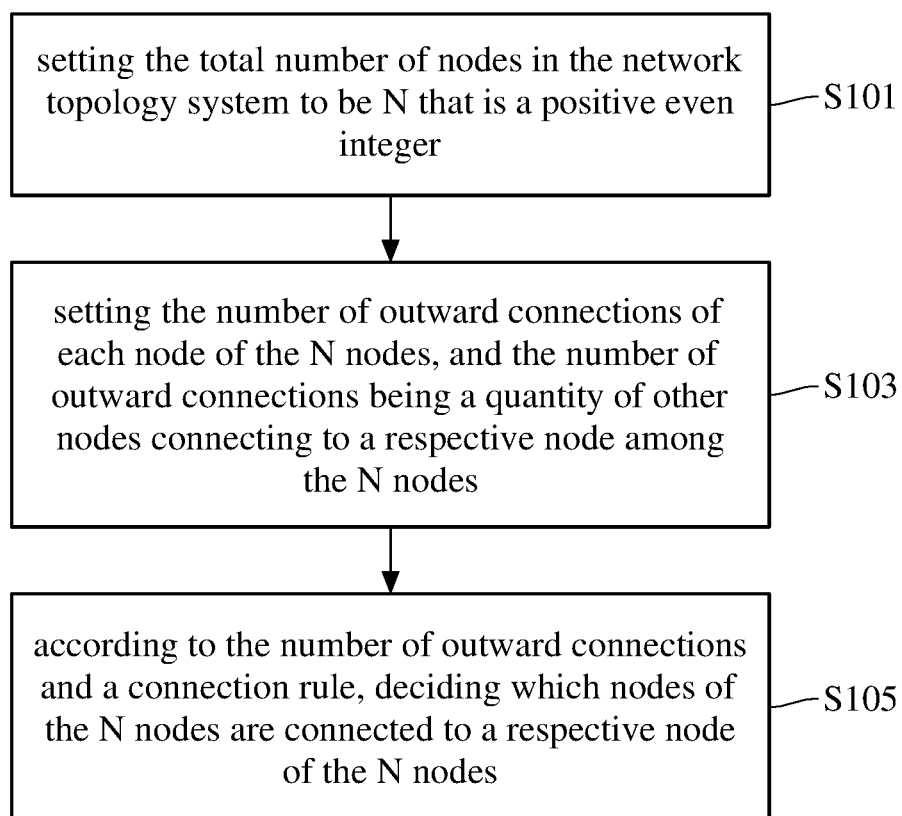 setting the total number of nodes in the network
topology system to be N that is a positive even
integer
S101
setting the number of outward connections of
each node of the N nodes, and the number of
outward connections being a quantity of other
nodes connecting to a respective node among
the N nodes
S103
according to the number of outward connections
and a connection rule, deciding which nodes of
the N nodes are connected to a respective node
of the N nodes
S105